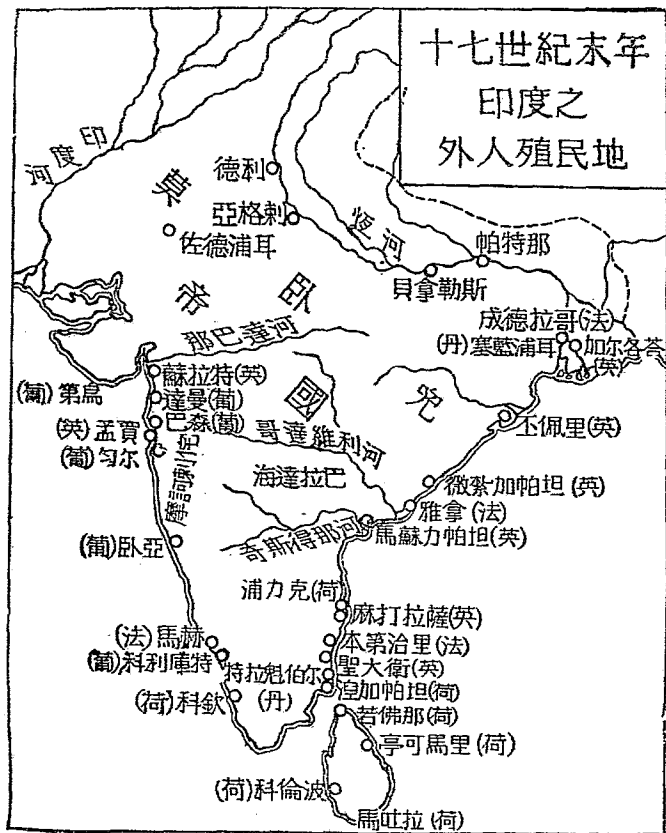 十七世紀末年
印度之
外人殖民地
印度河
德利
莫卧兒帝國
亞格剌
恆河
佐德浦耳
帕特那
貝拿勒斯
那巴達河
成德拉哥(法)
(丹)塞藍浦耳
加尔各荅(英)
蘇拉特(英)
(葡)第烏
達曼(葡)
巴森(葡)
(英)孟買
(葡)匀尔
哥達維利河
丕佩里(英)
摩訶剌侘
海達拉巴
微紮加帕坦(英)
雅拿(法)
奇斯得那河
馬蘇力帕坦(英)
(葡)卧亞
浦力克(荷)
麻打拉薩(英)
(法)馬赫
本第治里(法)
(葡)科利庫特
特拉魁伯尔(丹)
聖大衛(英)
湼加帕坦(荷)
(荷)科欽
若佛那(荷)
亭可馬里(荷)
(荷)科倫波
馬吐拉(荷)